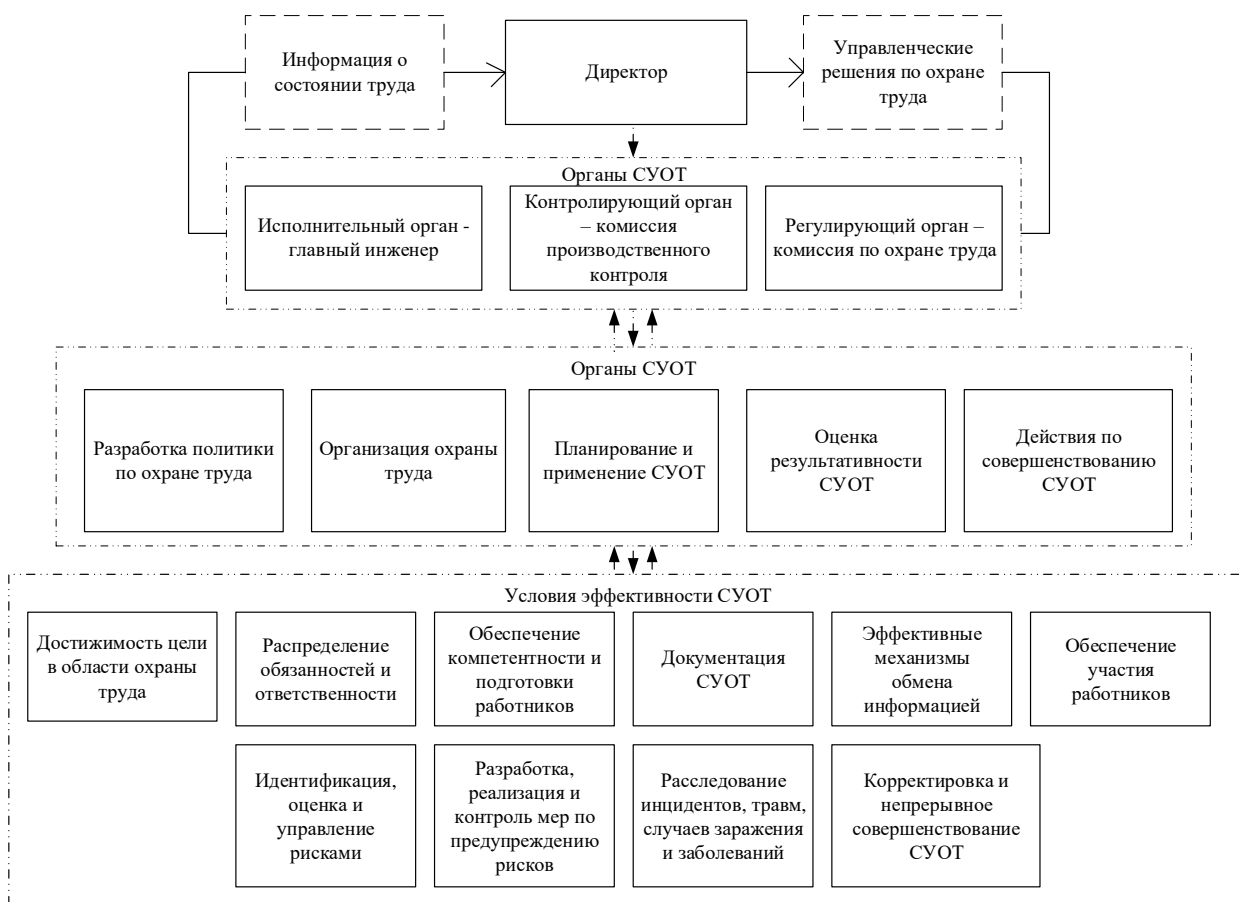 Информация о
состоянии труда
Директор
Управленческие
решения по охране
труда
Органы СУОТ
Исполнительный орган -
главный инженер
Контролирующий орган
– комиссия
производственного
контроля
Регулирующий орган –
комиссия по охране труда
Органы СУОТ
Разработка политики
по охране труда
Организация охраны
труда
Планирование и
применение СУОТ
Оценка
результативности
СУОТ
Действия по
совершенствованию
СУОТ
Условия эффективности СУОТ
Достижимость цели
в области охраны
труда
Распределение
обязанностей и
ответственности
Обеспечение
компетентности и
подготовки
работников
Документация
СУОТ
Эффективные
механизмы
обмена
информацией
Обеспечение
участия
работников
Идентификация,
оценка и
управление
рисками
Разработка,
реализация и
контроль мер по
предупреждению
рисков
Расследование
инцидентов, травм,
случаев заражения
и заболеваний
Корректировка и
непрерывное
совершенствование
СУОТ